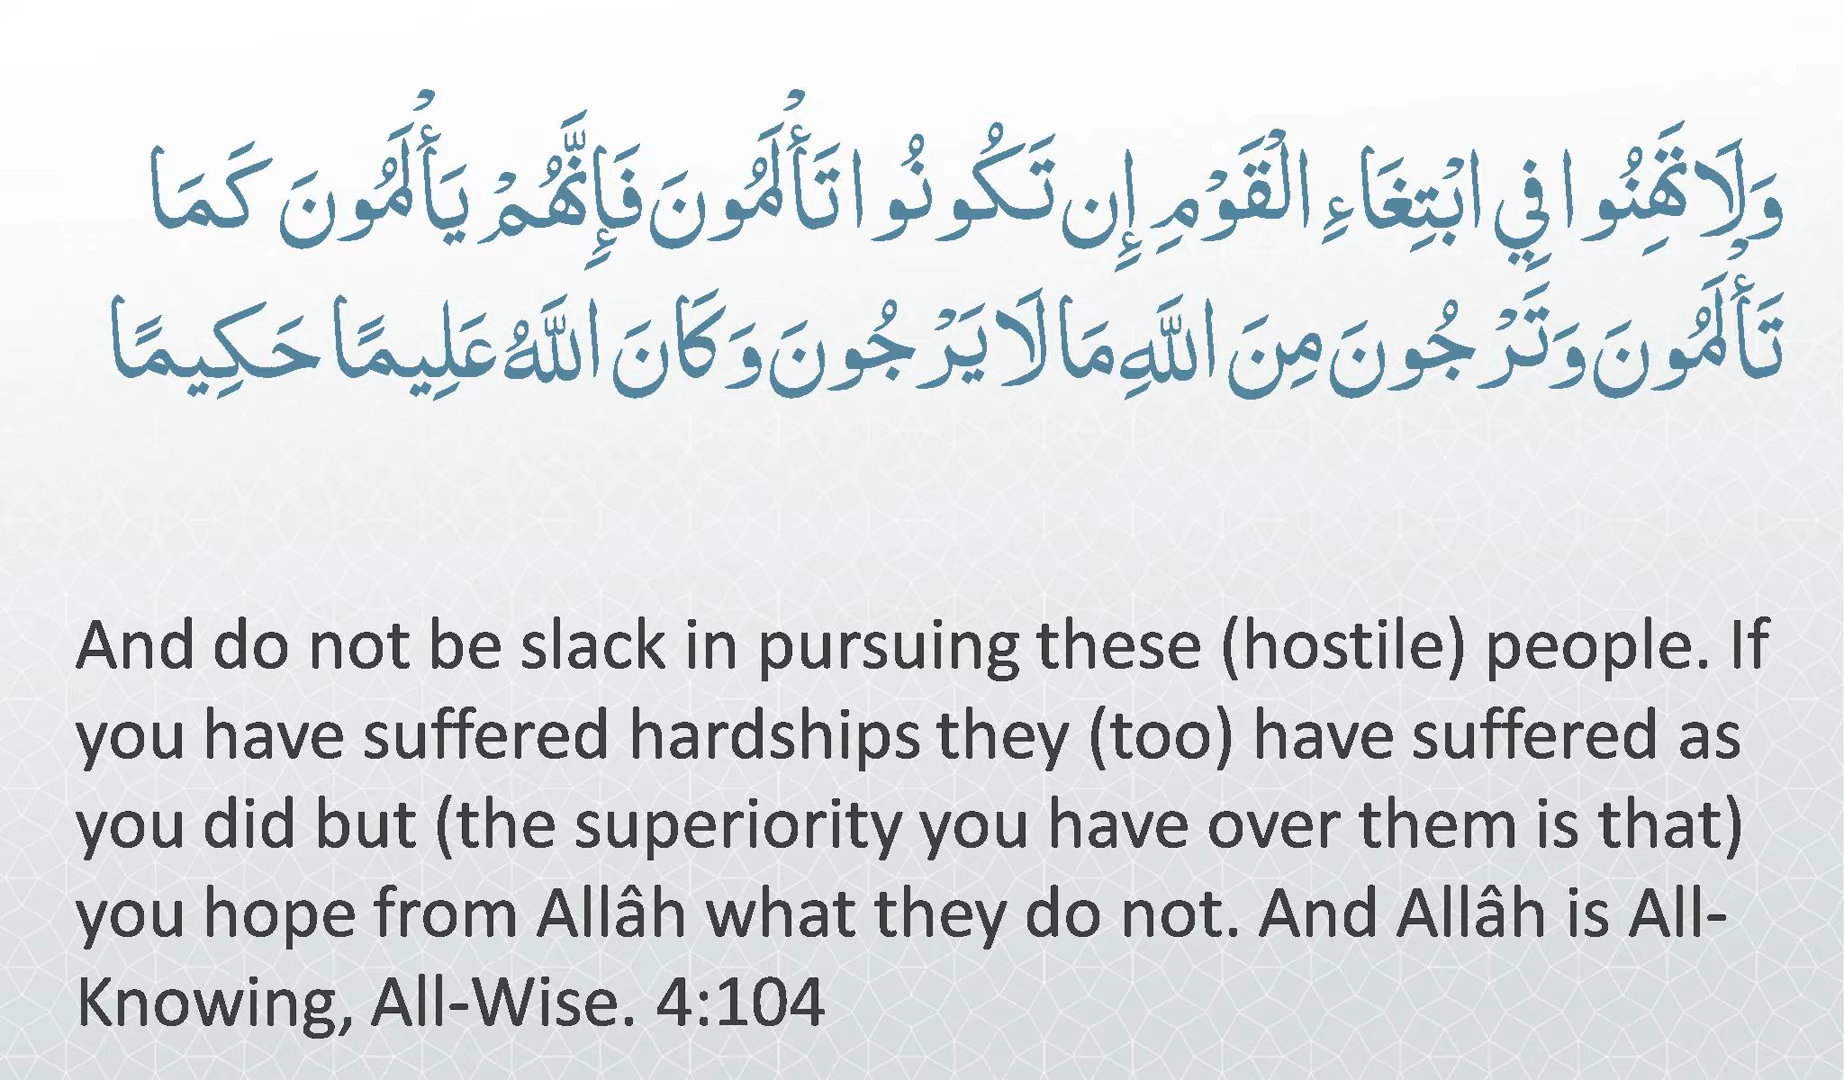 وَلَا تَهِنُوا فِي ابْتِغَاءِ الْقَوْمِ إِن تَكُونُوا تَأْلَمُونَ فَإِنَّهُمْ يَأْلَمُونَ كَمَا
تَأْلَمُونَ وَتَرْجُونَ مِنَ اللَّهِ مَا لَا يَرْجُونَ وَكَانَ اللَّهُ عَلِيمًا حَكِيمًا
And do not be slack in pursuing these (hostile) people. If
you have suffered hardships they (too) have suffered as
you did but (the superiority you have over them is that)
you hope from Allâh what they do not. And Allâh is All-
Knowing, All-Wise. 4:104